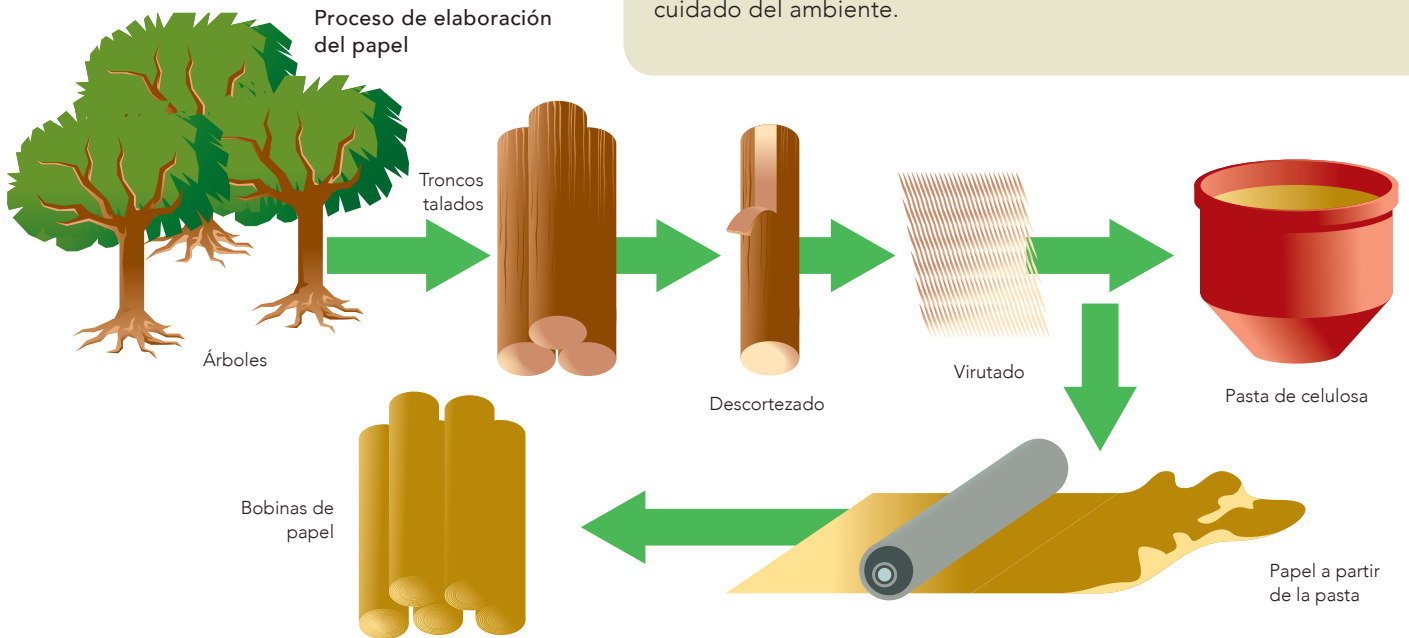 cuidado del ambiente.
Proceso de elaboración
del papel
Troncos
talados
Árboles
Descortezado
Virutado
Pasta de celulosa
Bobinas de
papel
Papel a partir
de la pasta